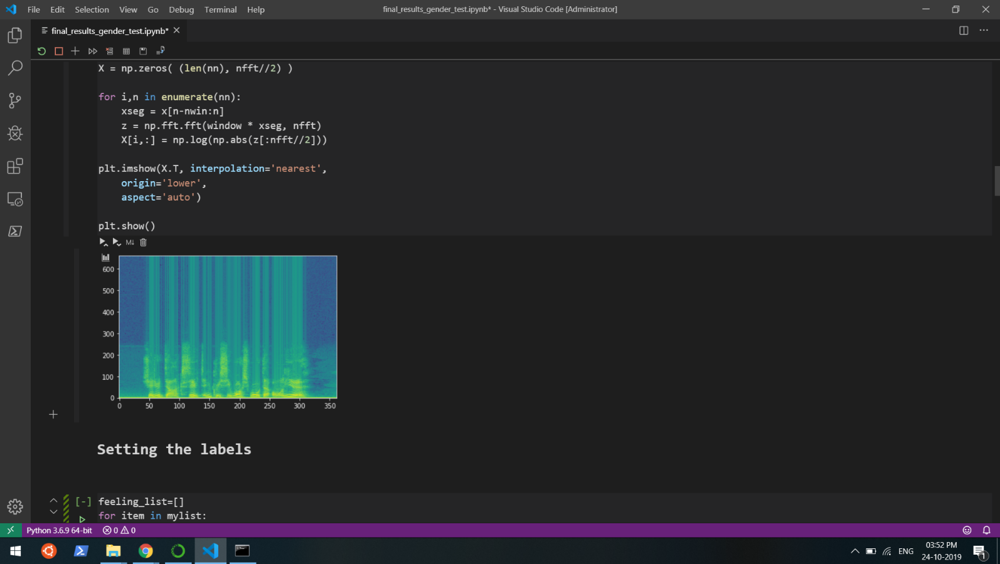 File Edit Selection View Go Debug Terminal Help
final_results_gender_test.ipynb* - Visual Studio Code [Administrator]
final_results_gender_test.ipynb*
X = np.zeros( (len(nn), nfft//2) )
for i,n in enumerate(nn):
    xseg = x[n-nwin:n]
    z = np.fft.fft(window * xseg, nfft)
    X[i,:] = np.log(np.abs(z[:nfft//2]))
plt.imshow(X.T, interpolation='nearest',
    origin='lower',
    aspect='auto')
plt.show()
M↓
600
500
400
300
200
100
0
0 50 100 150 200 250 300 350
Setting the labels
[-] feeling_list=[]
for item in mylist:
Python 3.6.9 64-bit 0 0
ENG
03:52 PM
24-10-2019
1